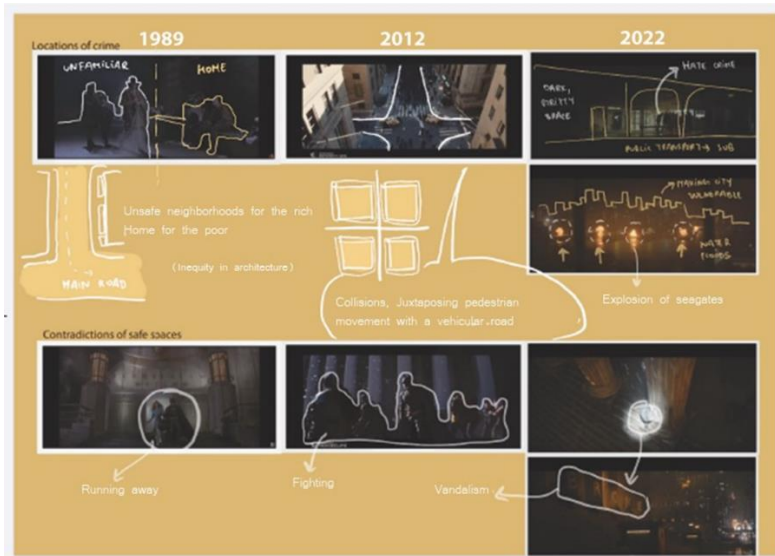 1989
2012
2022
Locations of crime
UNFAMILIAR
HOME
HATE CRIME
DARK,
GRITTY
SPACE
PUBLIC TRANSPORT → SUB
Unsafe neighborhoods for the rich
Home for the poor
(Inequity in architecture)
MAIN ROAD
Collisions, Juxtaposing pedestrian
movement with a vehicular road
MAKING CITY
VULNERABLE
WATER
FLOODS
Explosion of seagates
Contradictions of safe spaces
Running away
Fighting
Vandalism